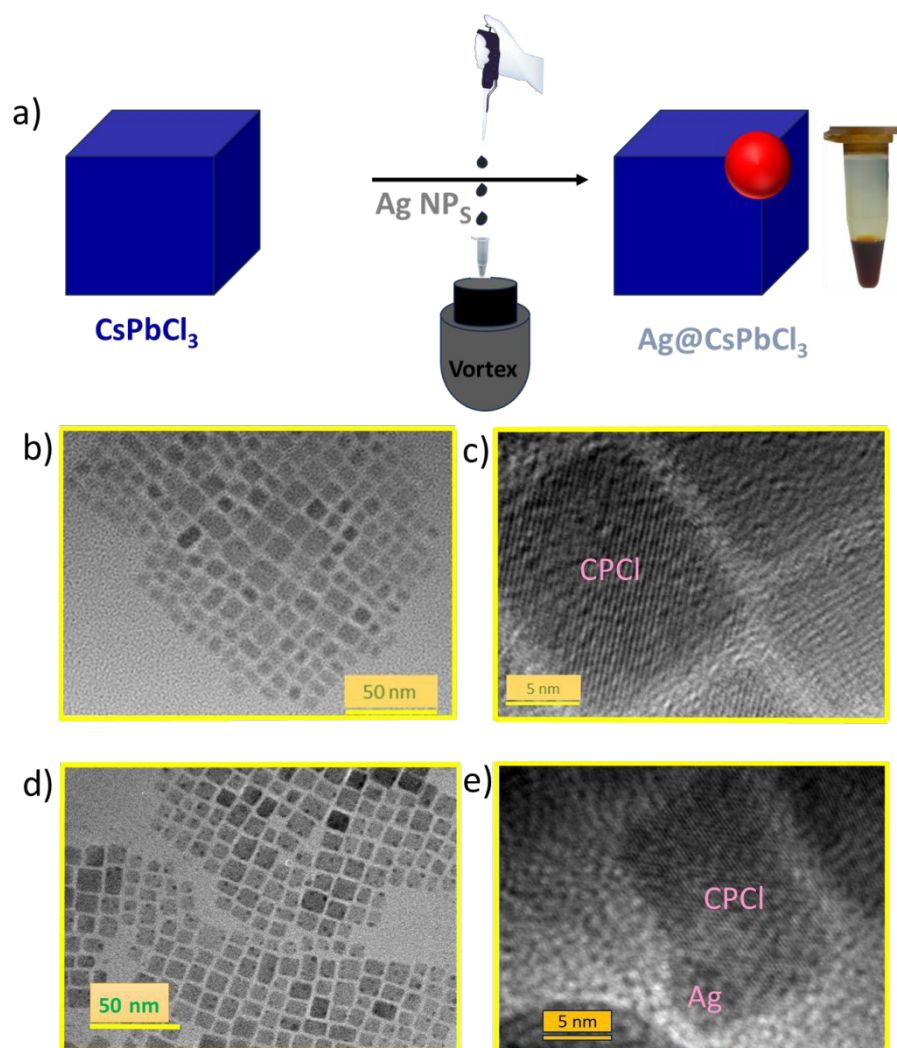 a)
Ag NPS
Vortex
CsPbCl3
Ag@CsPbCl3
b)
50 nm
c)
CPCl
5 nm
d)
50 nm
e)
CPCl
Ag
5 nm